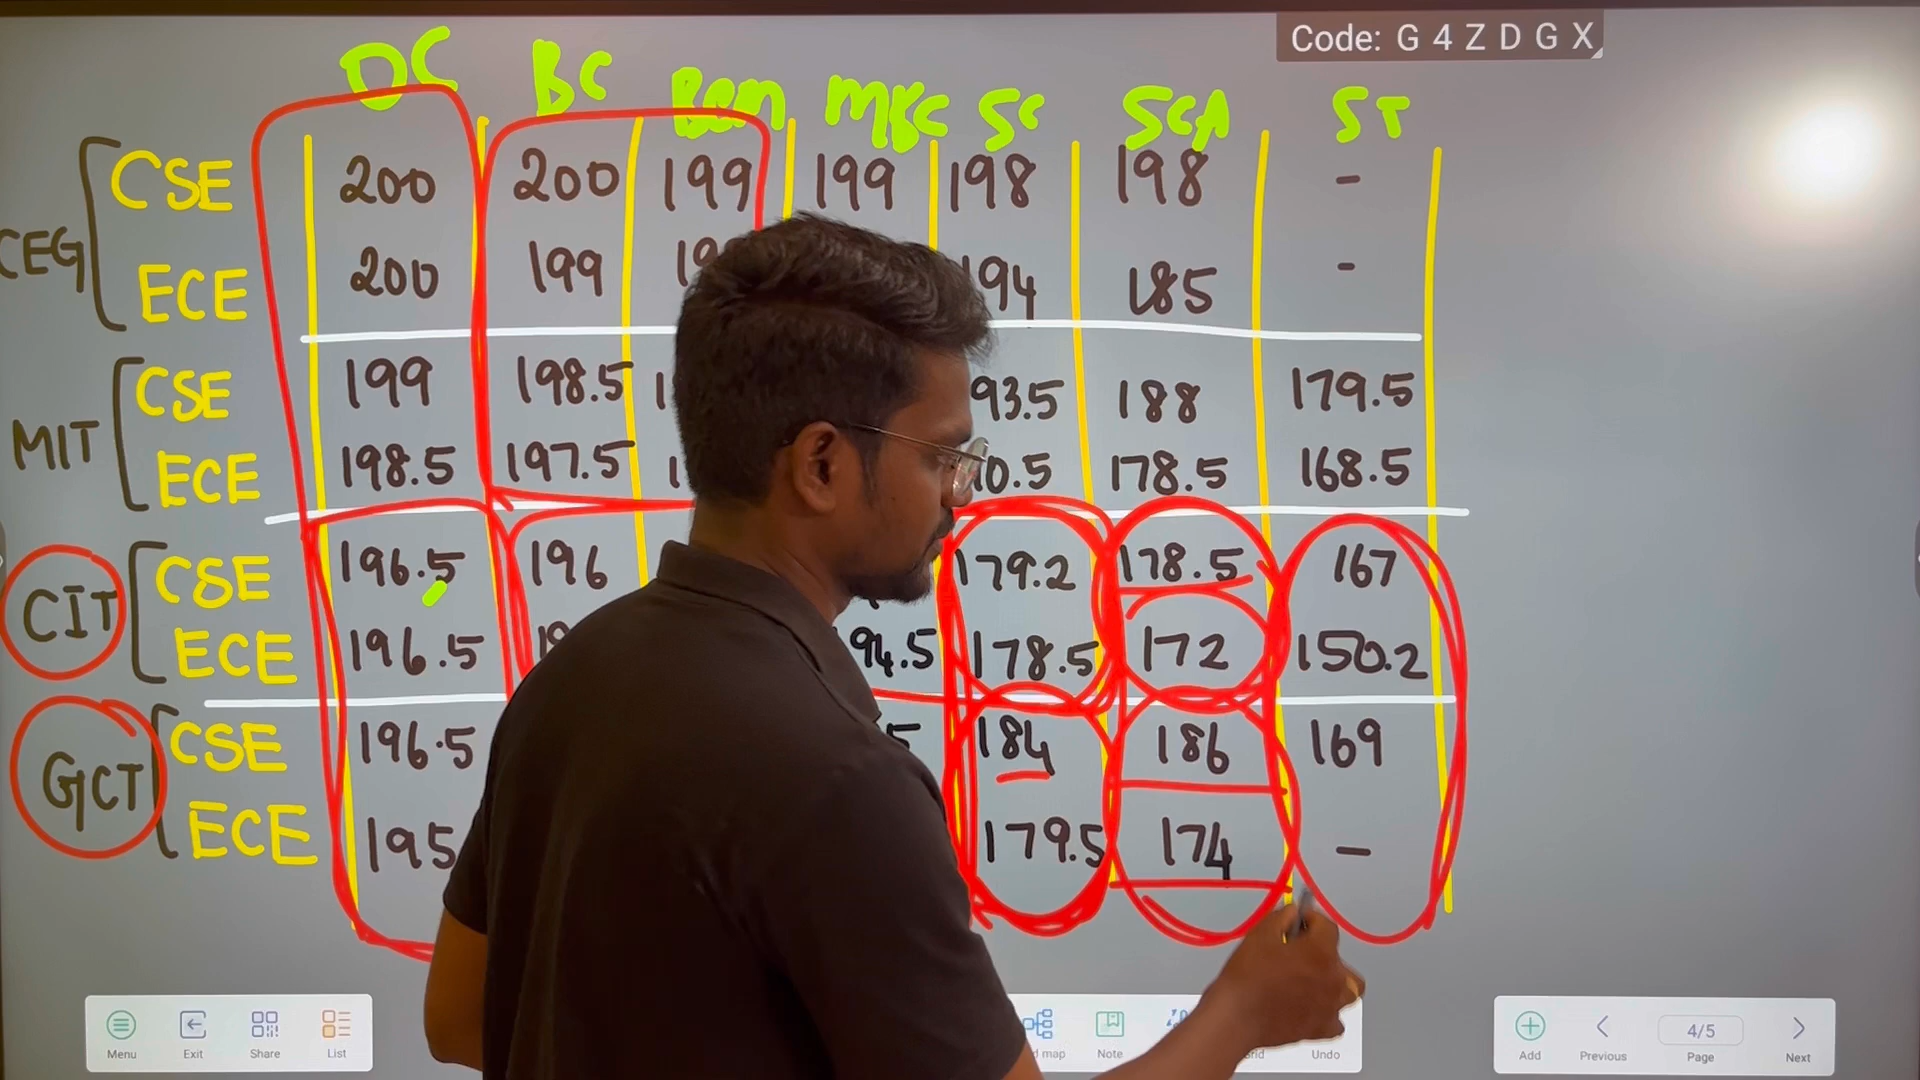 Code: G 4 Z D G X
OC BC BCM MBC SC SCA ST
CEG CSE 200 200 199 199 198 198 -
ECE 200 199 194 185 -
MIT CSE 199 198.5 93.5 188 179.5
ECE 198.5 197.5 0.5 178.5 168.5
CIT CSE 196.5 196 179.2 178.5 167
ECE 196.5 94.5 178.5 172 150.2
GCT CSE 196.5 184 186 169
ECE 195 179.5 174 -
Menu Exit Share List map Note Undo Add Previous 4/5 Page Next